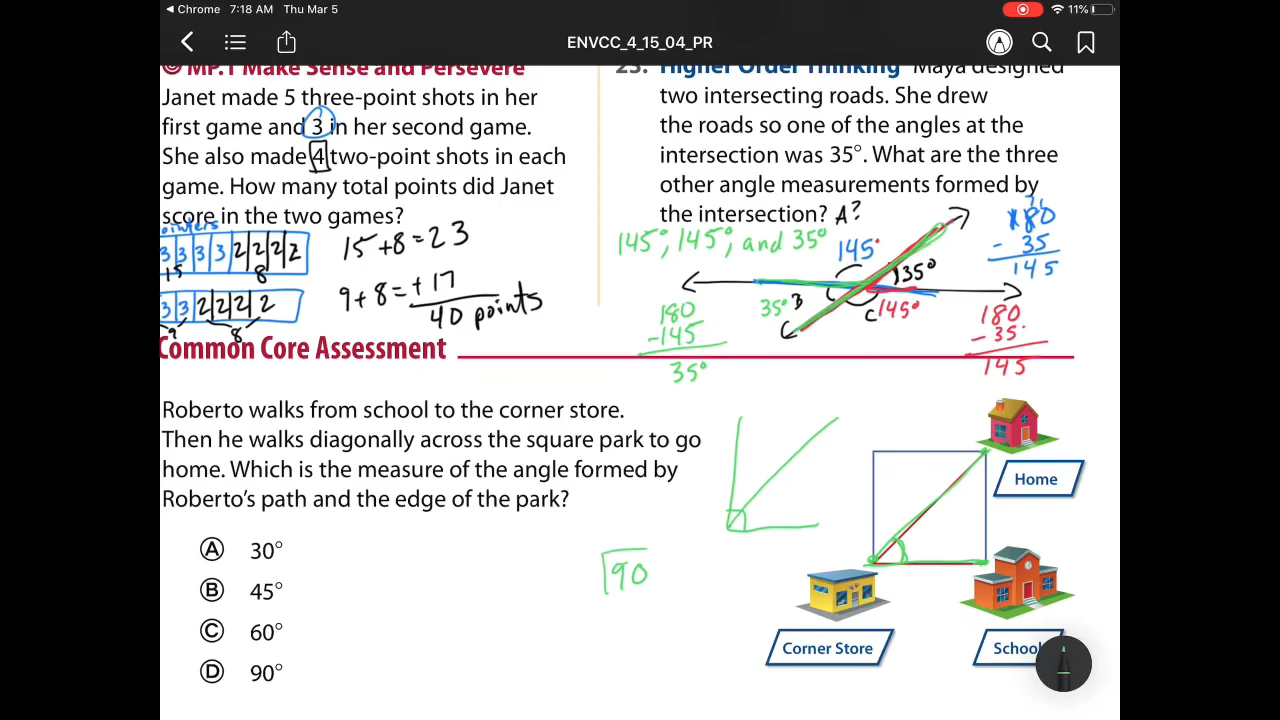 Chrome 7:18 AM Thu Mar 5
11%
ENVCC_4_15_04_PR
MP.1 Make Sense and Persevere
Janet made 5 three-point shots in her
first game and 3 in her second game.
She also made 4 two-point shots in each
game. How many total points did Janet
score in the two games?
ointers
3 3 3 3 2 2 2 2
15 8
3 3 2 2 2 2
9 8
15 + 8 = 23
9 + 8 = + 17
40 points
23. Higher Order Thinking Maya designed
two intersecting roads. She drew
the roads so one of the angles at the
intersection was 35°. What are the three
other angle measurements formed by
the intersection? A?
145°, 145°, and 35°
145°
35°
35° B
C 145°
180
- 35
145
180
-145
35°
180
- 35
145
Common Core Assessment
Roberto walks from school to the corner store.
Then he walks diagonally across the square park to go
home. Which is the measure of the angle formed by
Roberto's path and the edge of the park?
A 30°
B 45°
C 60°
D 90°
90
Home
Corner Store
School